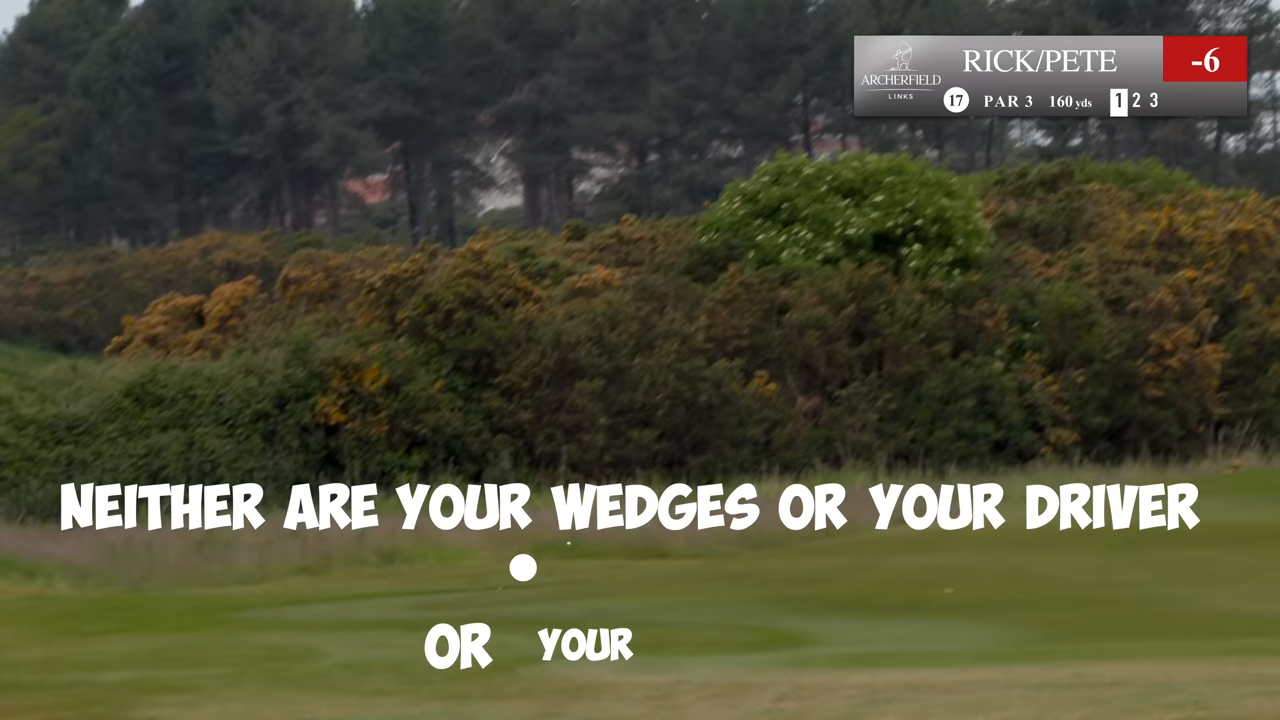 RICK/PETE
-6
ARCHERFIELD
LINKS
17 PAR 3 160 yds 1 2 3
NEITHER ARE YOUR WEDGES OR YOUR DRIVER
OR YOUR